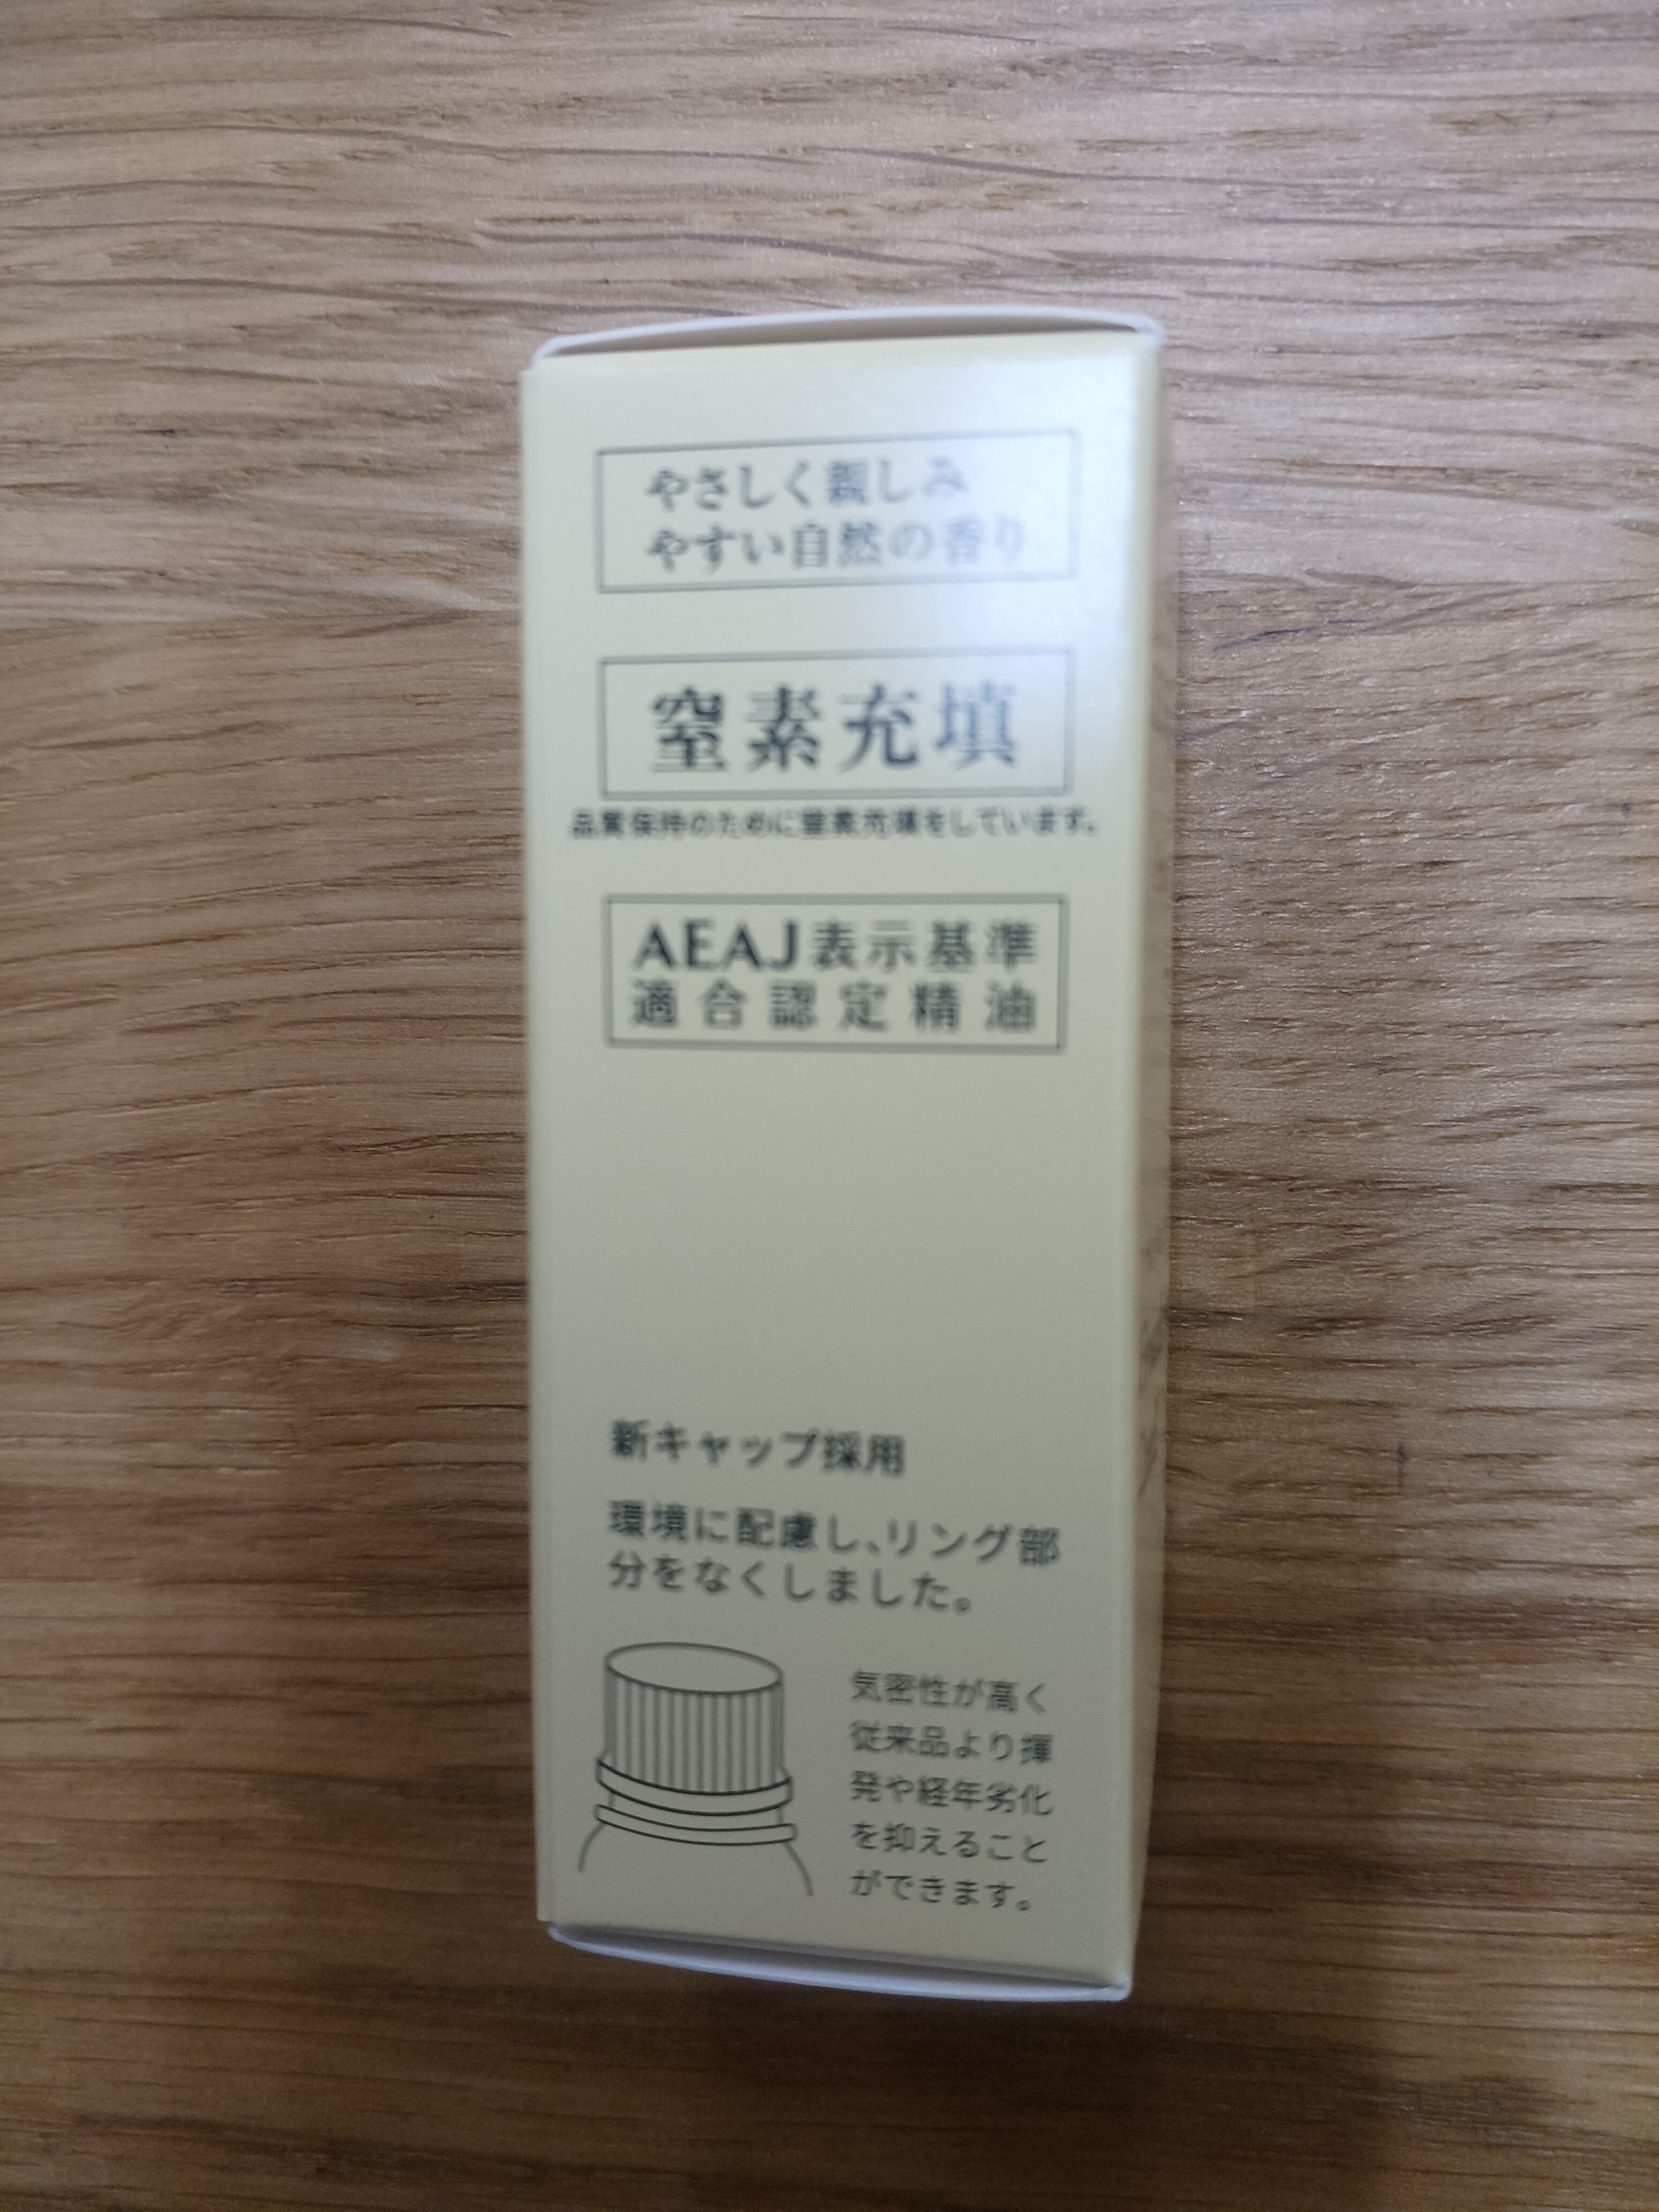 やさしく親しみ
やすい自然の香り
窒素充填
品質保持のために窒素充填をしています。
AEAJ表示基準
適合認定精油
新キャップ採用
環境に配慮し、リング部
分をなくしました。
気密性が高く
従来品より揮
発や経年劣化
を抑えること
ができます。